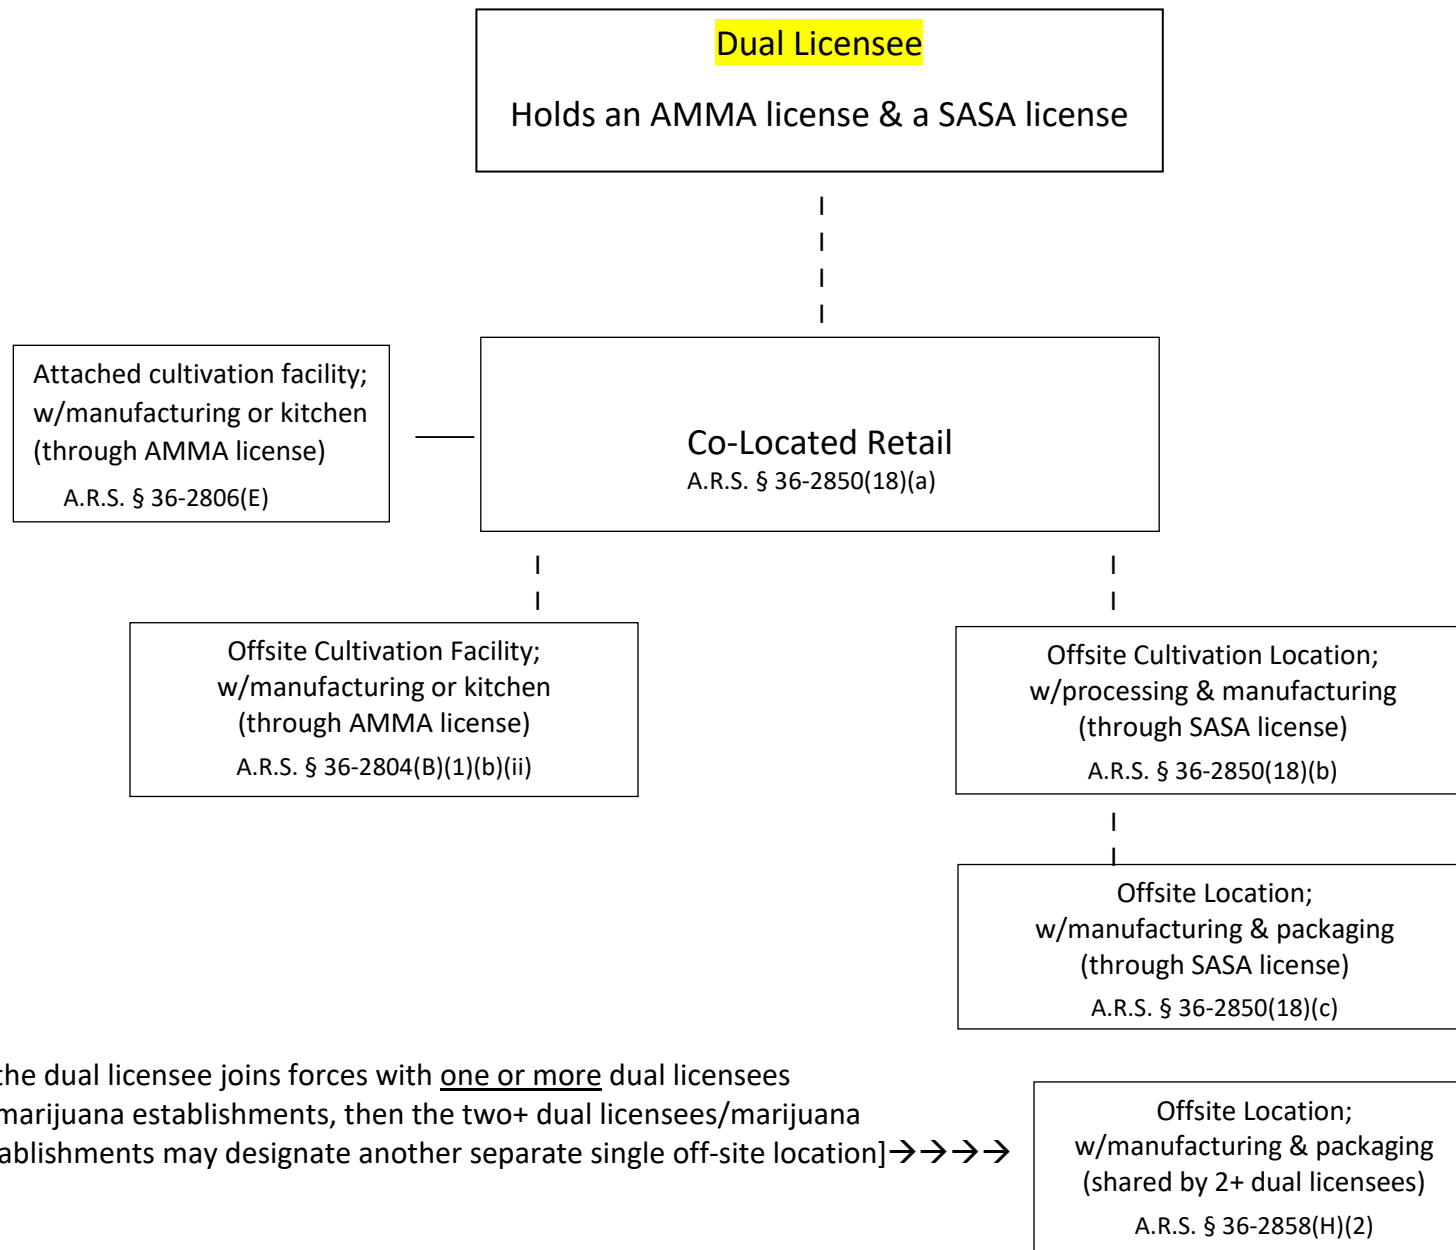 Dual Licensee
Holds an AMMA license & a SASA license
Attached cultivation facility;
w/manufacturing or kitchen
(through AMMA license)
A.R.S. § 36-2806(E)
Co-Located Retail
A.R.S. § 36-2850(18)(a)
Offsite Cultivation Facility;
w/manufacturing or kitchen
(through AMMA license)
A.R.S. § 36-2804(B)(1)(b)(ii)
Offsite Cultivation Location;
w/processing & manufacturing
(through SASA license)
A.R.S. § 36-2850(18)(b)
Offsite Location;
w/manufacturing & packaging
(through SASA license)
A.R.S. § 36-2850(18)(c)
the dual licensee joins forces with one or more dual licensees
marijuana establishments, then the two+ dual licensees/marijuana
ablishments may designate another separate single off-site location]→→→→
Offsite Location;
w/manufacturing & packaging
(shared by 2+ dual licensees)
A.R.S. § 36-2858(H)(2)